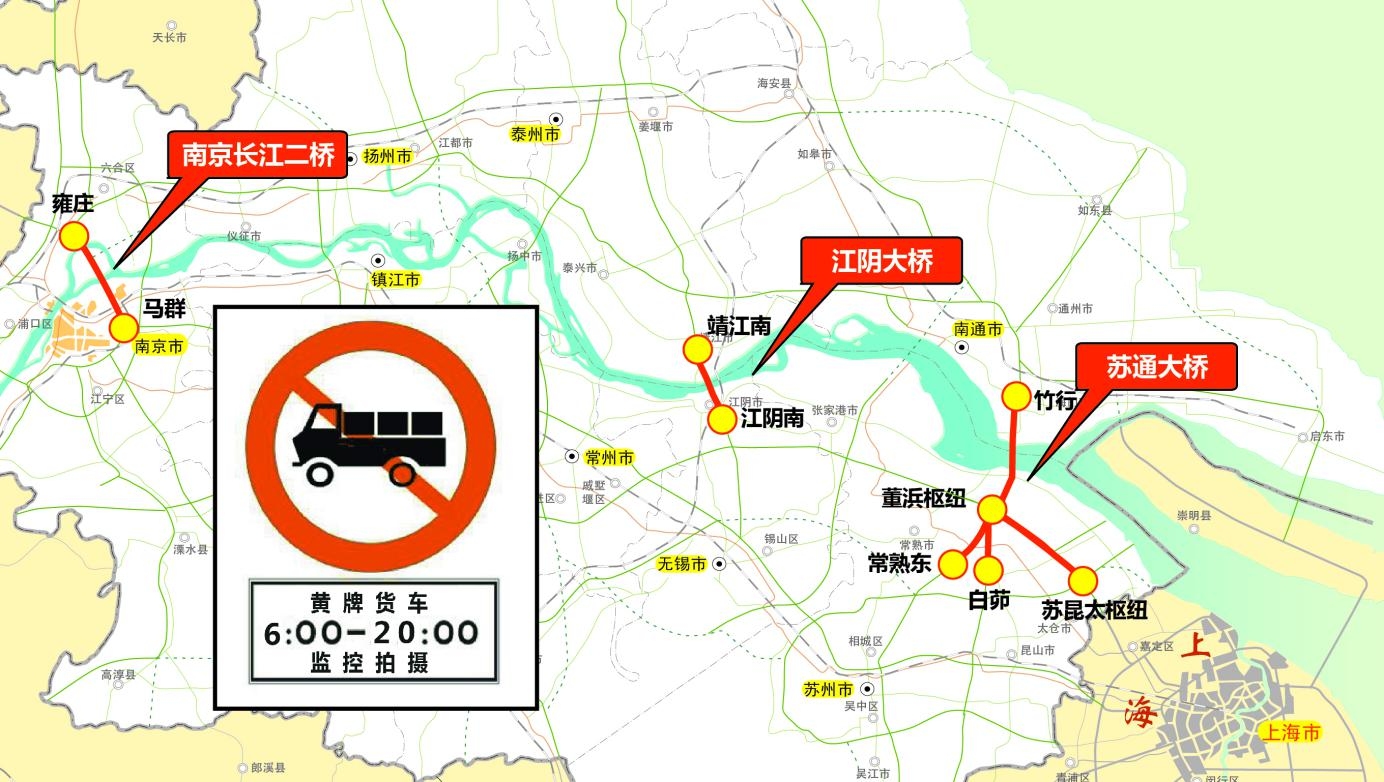 天长市
海安县
泰州市
姜堰市
江都市
南京长江二桥
扬州市
如皋市
六合区
雍庄
如东县
仪征市
扬中市
江阴大桥
泰兴市
镇江市
马群
通州市
浦口区
靖江南
南通市
南京市
苏通大桥
江宁区
江阴市
竹行
张家港市
江阴南
启东市
常州市
戚墅
堰区
进区
董浜枢纽
崇明县
溧水县
锡山区
常熟市
无锡市
常熟东
白茆
苏昆太枢纽
黄牌货车
6:00-20:00
监控拍摄
太仓市
相城区
上
嘉定区
昆山市
高淳县
苏州市
吴中区
海
上海市
郎溪县
吴江市
青浦区
闵行区